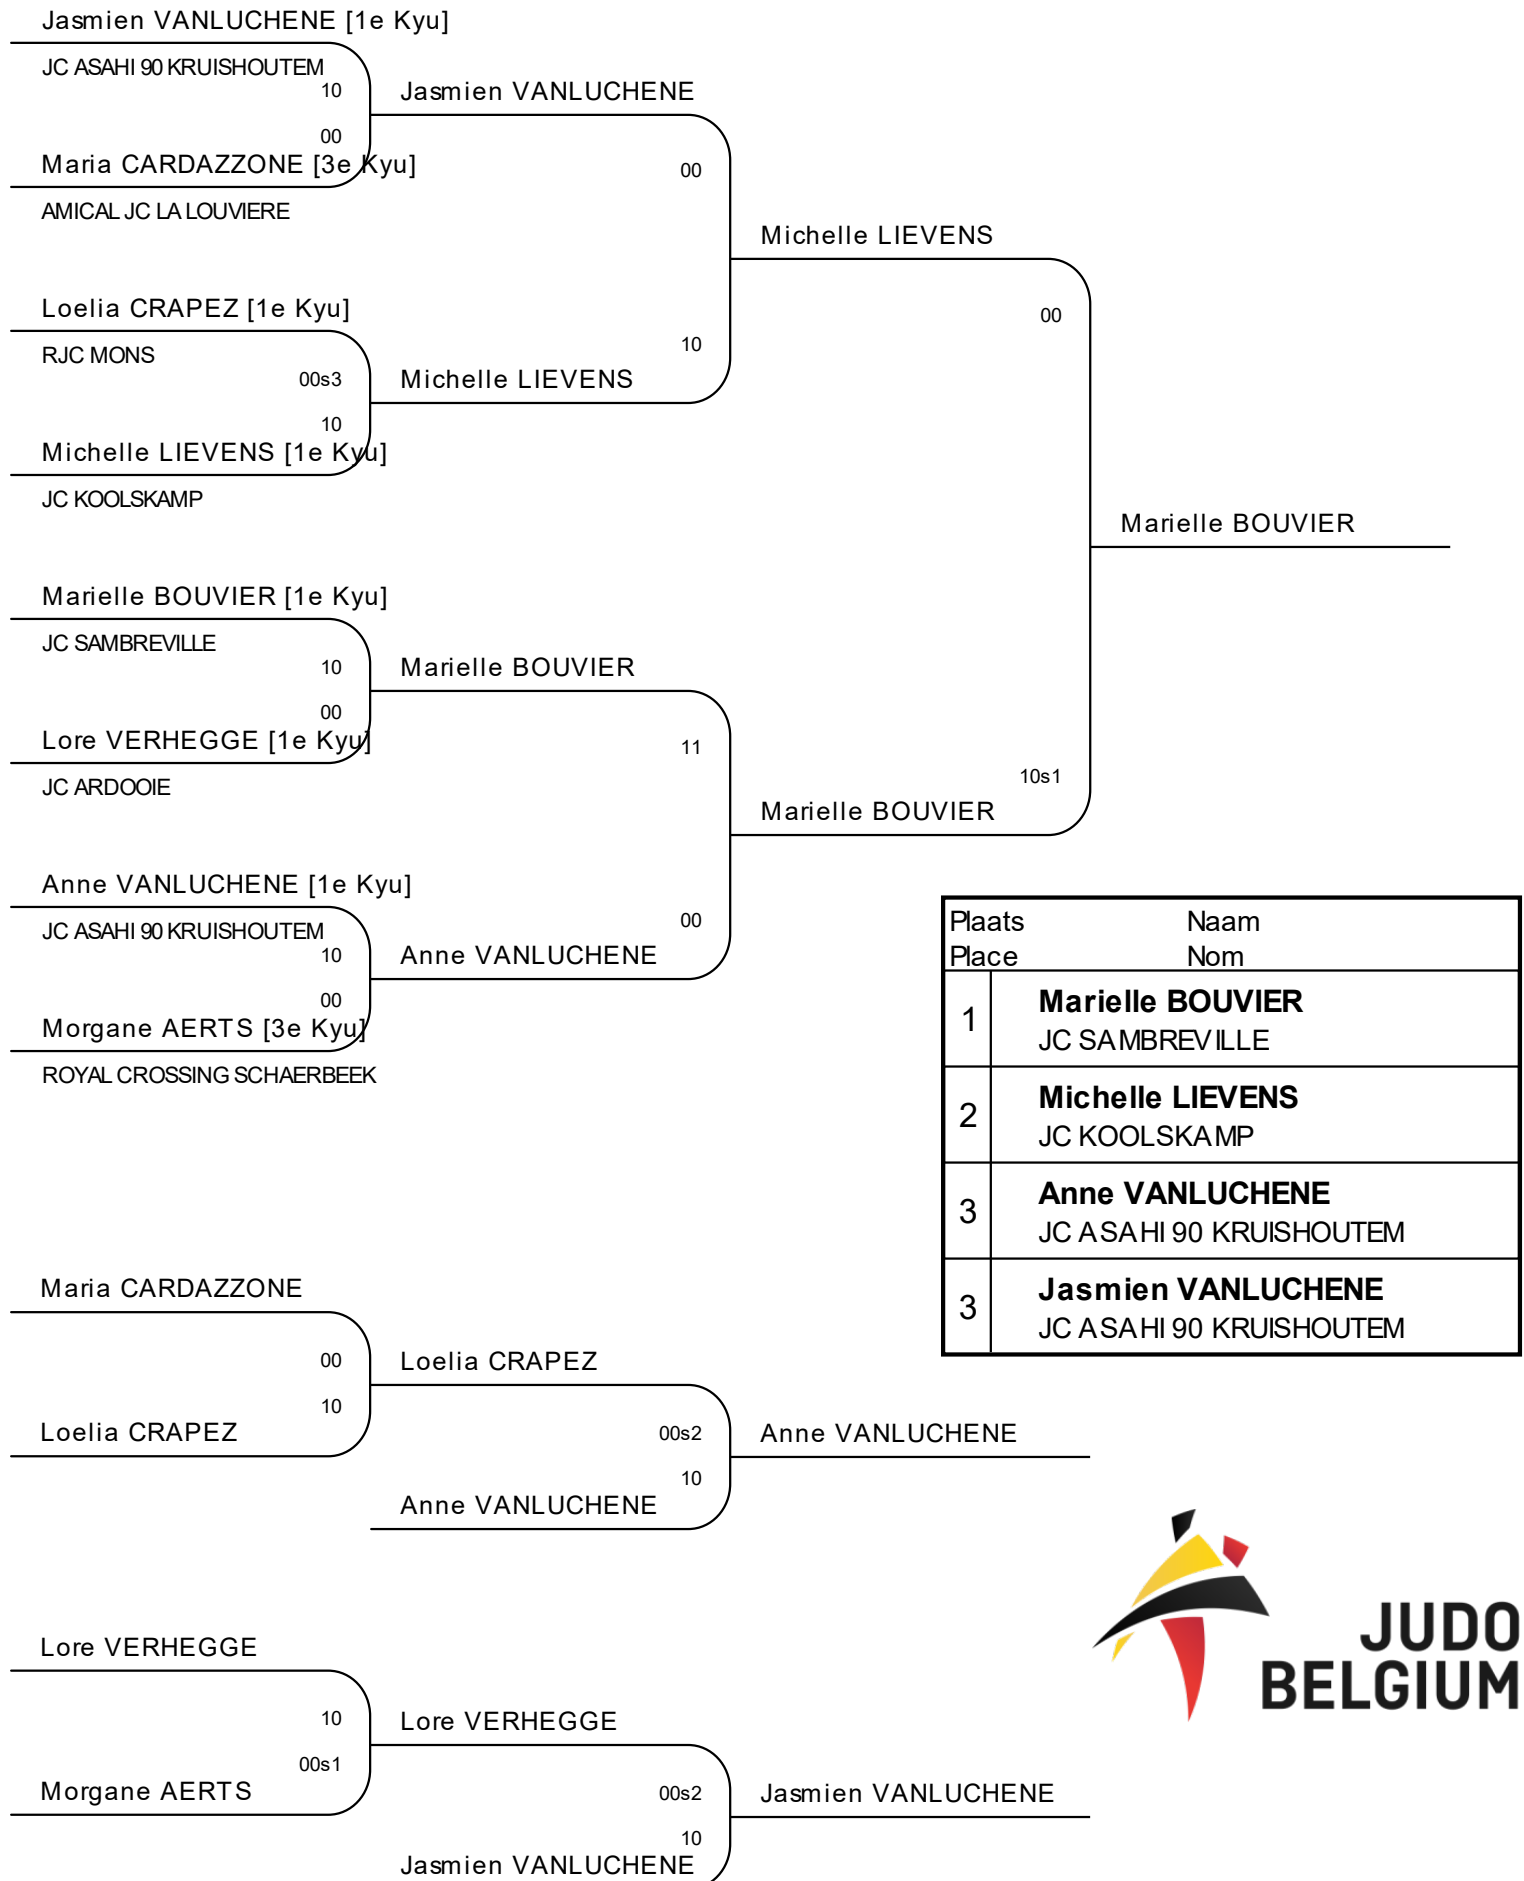 Jasmien VANLUCHENE [1e Kyu]
JC ASAHI 90 KRUISHOUTEM
10
Jasmien VANLUCHENE
00
Maria CARDAZZONE [3e Kyu]
00
AMICAL JC LA LOUVIERE
Michelle LIEVENS
Loelia CRAPEZ [1e Kyu]
00
RJC MONS
10
00s3
Michelle LIEVENS
10
Michelle LIEVENS [1e Kyu]
JC KOOLSKAMP
Marielle BOUVIER
Marielle BOUVIER [1e Kyu]
JC SAMBREVILLE
10
Marielle BOUVIER
00
Lore VERHEGGE [1e Kyu]
11
JC ARDOOIE
10s1
Marielle BOUVIER
Anne VANLUCHENE [1e Kyu]
00
JC ASAHI 90 KRUISHOUTEM
10
Anne VANLUCHENE
00
Morgane AERTS [3e Kyu]
ROYAL CROSSING SCHAERBEEK
Plaats Naam
Place Nom
1 Marielle BOUVIER
JC SAMBREVILLE
2 Michelle LIEVENS
JC KOOLSKAMP
3 Anne VANLUCHENE
JC ASAHI 90 KRUISHOUTEM
3 Jasmien VANLUCHENE
JC ASAHI 90 KRUISHOUTEM
Maria CARDAZZONE
00
Loelia CRAPEZ
10
Loelia CRAPEZ
00s2
Anne VANLUCHENE
10
Anne VANLUCHENE
JUDO
BELGIUM
Lore VERHEGGE
10
Lore VERHEGGE
00s1
Morgane AERTS
00s2
Jasmien VANLUCHENE
10
Jasmien VANLUCHENE